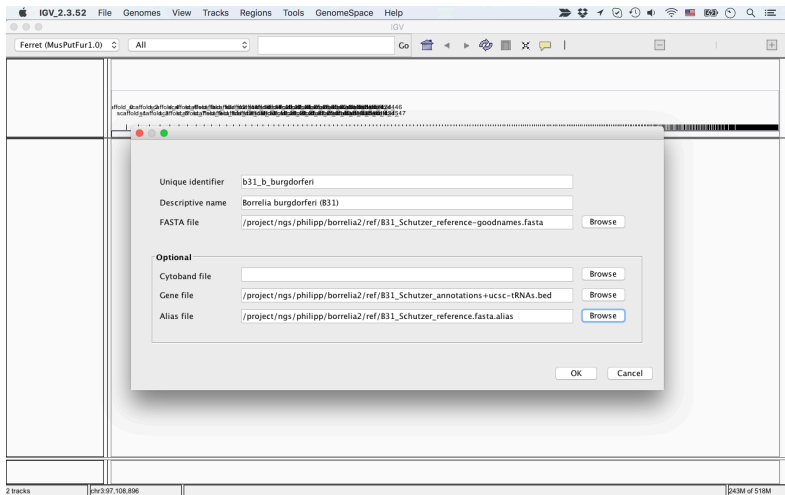 IGV_2.3.52 File Genomes View Tracks Regions Tools GenomeSpace Help
IGV
Ferret (MusPutFur1.0) All Go
Unique identifier b31_b_burgdorferi
Descriptive name Borrelia burgdorferi (B31)
FASTA file /project/ngs/philipp/borrelia2/ref/B31_Schutzer_reference-goodnames.fasta Browse
Optional
Cytoband file Browse
Gene file /project/ngs/philipp/borrelia2/ref/B31_Schutzer_annotations+ucsc-tRNAs.bed Browse
Alias file /project/ngs/philipp/borrelia2/ref/B31_Schutzer_reference.fasta.alias Browse
OK Cancel
2 tracks chr3:97,108,896 243M of 518M